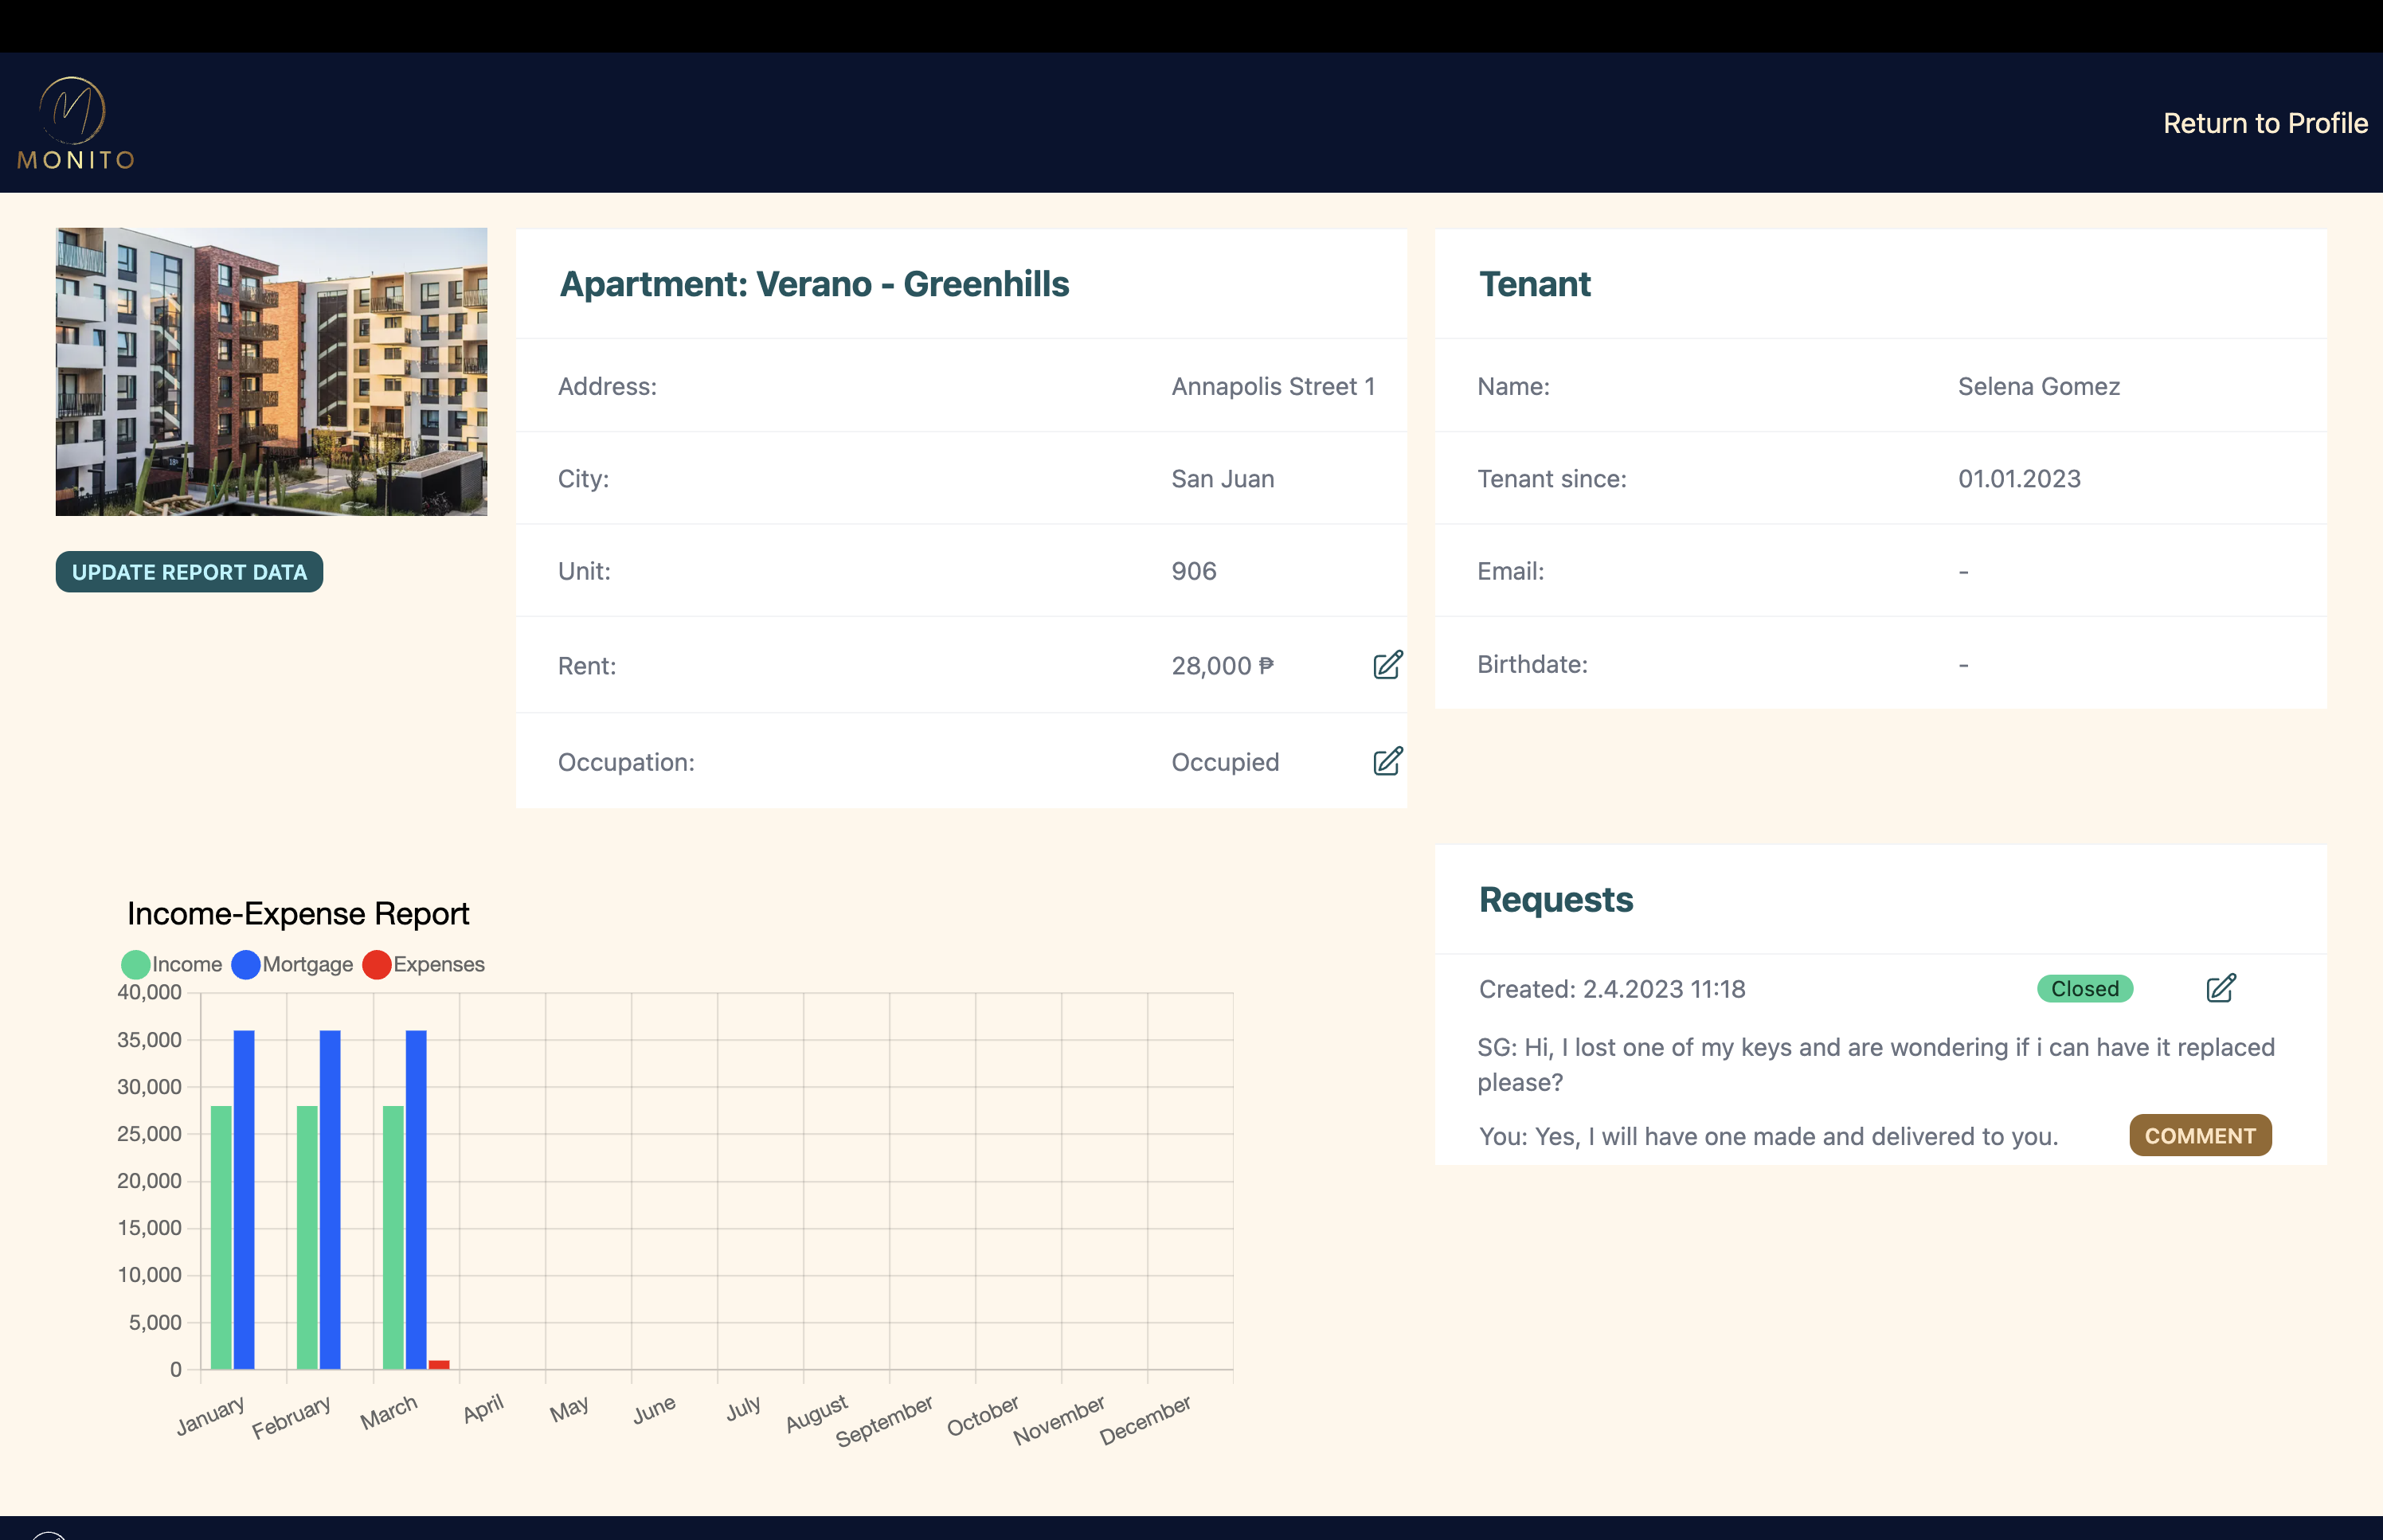 MONITO
Return to Profile
UPDATE REPORT DATA
Apartment: Verano - Greenhills
Address: Annapolis Street 1
City: San Juan
Unit: 906
Rent: 28,000 ₱
Occupation: Occupied
Tenant
Name: Selena Gomez
Tenant since: 01.01.2023
Email: -
Birthdate: -
Income-Expense Report
Income Mortgage Expenses
40,000
35,000
30,000
25,000
20,000
15,000
10,000
5,000
0
January February March April May June July August September October November December
Requests
Created: 2.4.2023 11:18 Closed
SG: Hi, I lost one of my keys and are wondering if i can have it replaced
please?
You: Yes, I will have one made and delivered to you. COMMENT